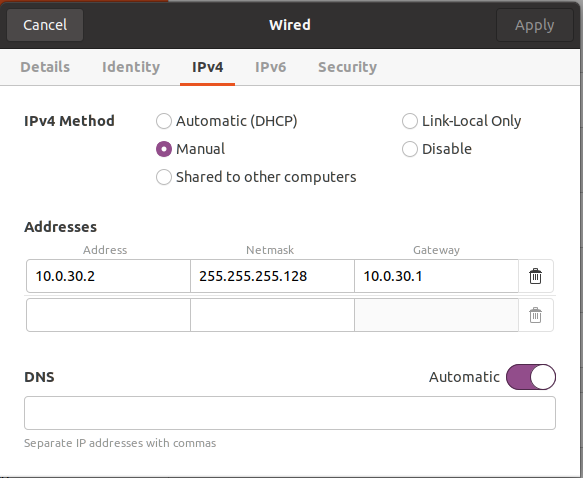 Cancel Wired Apply
Details Identity IPv4 IPv6 Security
IPv4 Method Automatic (DHCP) Link-Local Only
Manual Disable
Shared to other computers
Addresses
Address Netmask Gateway
10.0.30.2 255.255.255.128 10.0.30.1
DNS Automatic
Separate IP addresses with commas